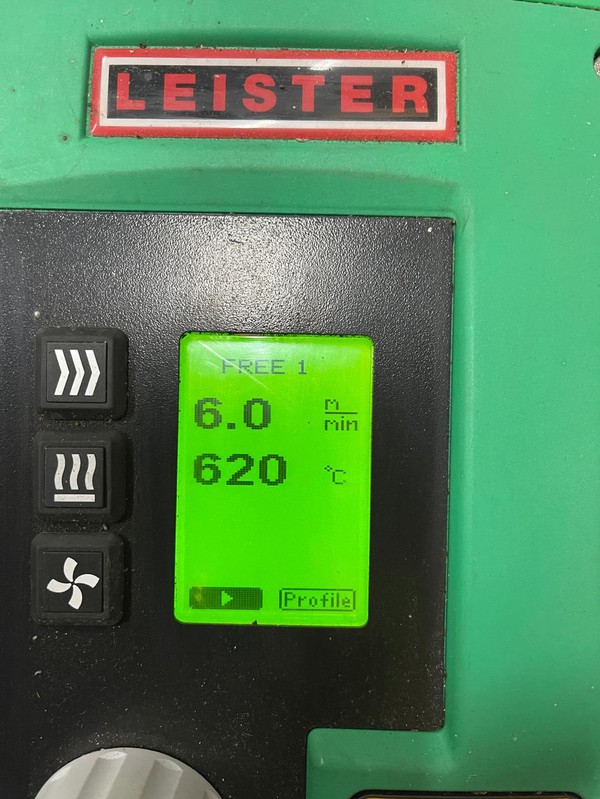 LEISTER
FREE 1
6.0 m/min
620 °C
Profile